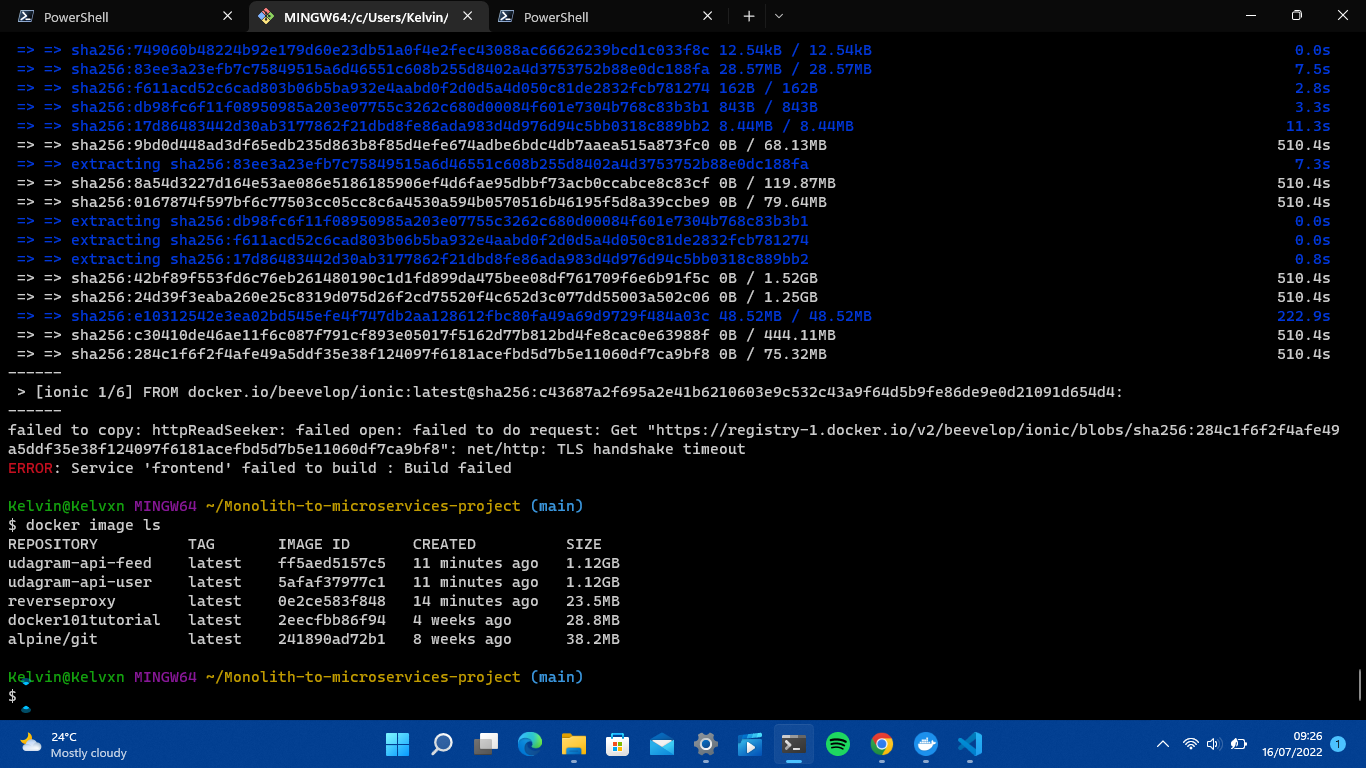 PowerShell
MINGW64:/c/Users/Kelvin/
PowerShell
=> => sha256:749060b48224b92e179d60e23db51a0f4e2fec43088ac66626239bcd1c033f8c 12.54kB / 12.54kB 0.0s
=> => sha256:83ee3a23efb7c75849515a6d46551c608b255d8402a4d3753752b88e0dc188fa 28.57MB / 28.57MB 7.5s
=> => sha256:f611acd52c6cad803b06b5ba932e4aabd0f2d0d5a4d050c81de2832fcb781274 162B / 162B 2.8s
=> => sha256:db98fc6f11f08950985a203e07755c3262c680d00084f601e7304b768c83b3b1 843B / 843B 3.3s
=> => sha256:17d86483442d30ab3177862f21dbd8fe86ada983d4d976d94c5bb0318c889bb2 8.44MB / 8.44MB 11.3s
=> => sha256:9bd0d448ad3df65edb235d863b8f85d4efe674adbe6bdc4db7aaea515a873fc0 0B / 68.13MB 510.4s
=> => extracting sha256:83ee3a23efb7c75849515a6d46551c608b255d8402a4d3753752b88e0dc188fa 7.3s
=> => sha256:8a54d3227d164e53ae086e5186185906ef4d6fae95dbbf73acb0ccabce8c83cf 0B / 119.87MB 510.4s
=> => sha256:0167874f597bf6c77503cc05cc8c6a4530a594b0570516b46195f5d8a39ccbe9 0B / 79.64MB 510.4s
=> => extracting sha256:db98fc6f11f08950985a203e07755c3262c680d00084f601e7304b768c83b3b1 0.0s
=> => extracting sha256:f611acd52c6cad803b06b5ba932e4aabd0f2d0d5a4d050c81de2832fcb781274 0.0s
=> => extracting sha256:17d86483442d30ab3177862f21dbd8fe86ada983d4d976d94c5bb0318c889bb2 0.8s
=> => sha256:42bf89f553fd6c76eb261480190c1d1fd899da475bee08df761709f6e6b91f5c 0B / 1.52GB 510.4s
=> => sha256:24d39f3eaba260e25c8319d075d26f2cd75520f4c652d3c077dd55003a502c06 0B / 1.25GB 510.4s
=> => sha256:e10312542e3ea02bd545efe4f747db2aa128612fbc80fa49a69d9729f484a03c 48.52MB / 48.52MB 222.9s
=> => sha256:c30410de46ae11f6c087f791cf893e05017f5162d77b812bd4fe8cac0e63988f 0B / 444.11MB 510.4s
=> => sha256:284c1f6f2f4afe49a5ddf35e38f124097f6181acefbd5d7b5e11060df7ca9bf8 0B / 75.32MB 510.4s
------
> [ionic 1/6] FROM docker.io/beevelop/ionic:latest@sha256:c43687a2f695a2e41b6210603e9c532c43a9f64d5b9fe86de9e0d21091d654d4:
------
failed to copy: httpReadSeeker: failed open: failed to do request: Get "https://registry-1.docker.io/v2/beevelop/ionic/blobs/sha256:284c1f6f2f4afe49
a5ddf35e38f124097f6181acefbd5d7b5e11060df7ca9bf8": net/http: TLS handshake timeout
ERROR: Service 'frontend' failed to build : Build failed
Kelvin@Kelvxn MINGW64 ~/Monolith-to-microservices-project (main)
$ docker image ls
REPOSITORY TAG IMAGE ID CREATED SIZE
udagram-api-feed latest ff5aed5157c5 11 minutes ago 1.12GB
udagram-api-user latest 5afaf37977c1 11 minutes ago 1.12GB
reverseproxy latest 0e2ce583f848 14 minutes ago 23.5MB
docker101tutorial latest 2eecfbb86f94 4 weeks ago 28.8MB
alpine/git latest 241890ad72b1 8 weeks ago 38.2MB
Kelvin@Kelvxn MINGW64 ~/Monolith-to-microservices-project (main)
$
24°C
Mostly cloudy
09:26
16/07/2022
1